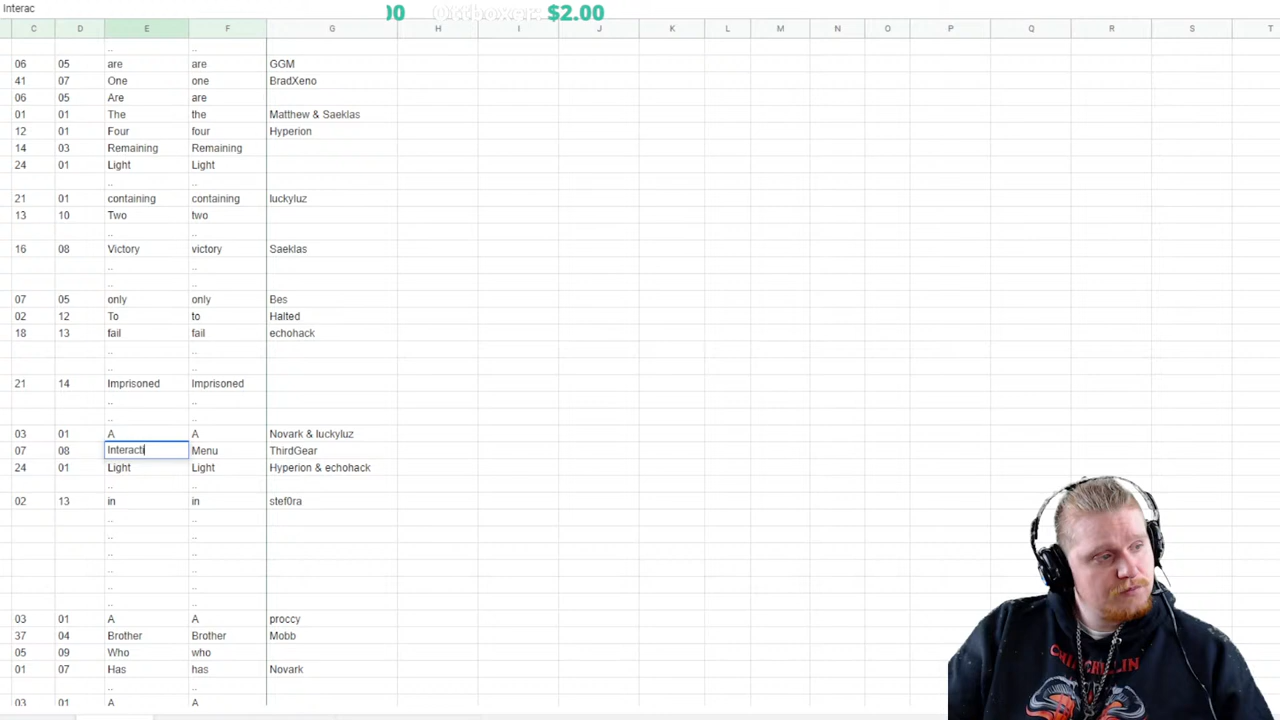 Interac
00 Oxtboxer: $2.00
C D E F G H I J K L M N O P Q R S T
.. ..
06 05 are are GGM
41 07 One one BradXeno
06 05 Are are
01 01 The the Matthew & Saeklas
12 01 Four four Hyperion
14 03 Remaining Remaining
24 01 Light Light
.. ..
21 01 containing containing luckyluz
13 10 Two two
.. ..
16 08 Victory victory Saeklas
.. ..
.. ..
07 05 only only Bes
02 12 To to Halted
18 13 fail fail echohack
.. ..
.. ..
21 14 Imprisoned Imprisoned
.. ..
.. ..
03 01 A A Novark & luckyluz
07 08 Interacti Menu ThirdGear
24 01 Light Light Hyperion & echohack
.. ..
02 13 in in stef0ra
.. ..
.. ..
.. ..
.. ..
.. ..
.. ..
03 01 A A proccy
37 04 Brother Brother Mobb
05 09 Who who
01 07 Has has Novark
.. ..
03 01 A A